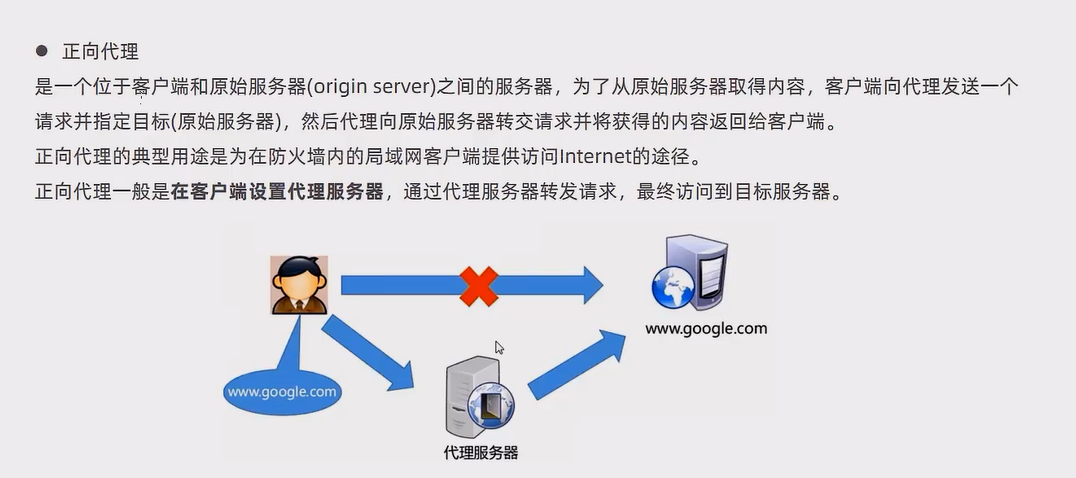 ● 正向代理
是一个位于客户端和原始服务器(origin server)之间的服务器，为了从原始服务器取得内容，客户端向代理发送一个
请求并指定目标(原始服务器)，然后代理向原始服务器转交请求并将获得的内容返回给客户端。
正向代理的典型用途是为在防火墙内的局域网客户端提供访问Internet的途径。
正向代理一般是在客户端设置代理服务器，通过代理服务器转发请求，最终访问到目标服务器。
www.google.com
www.google.com
代理服务器